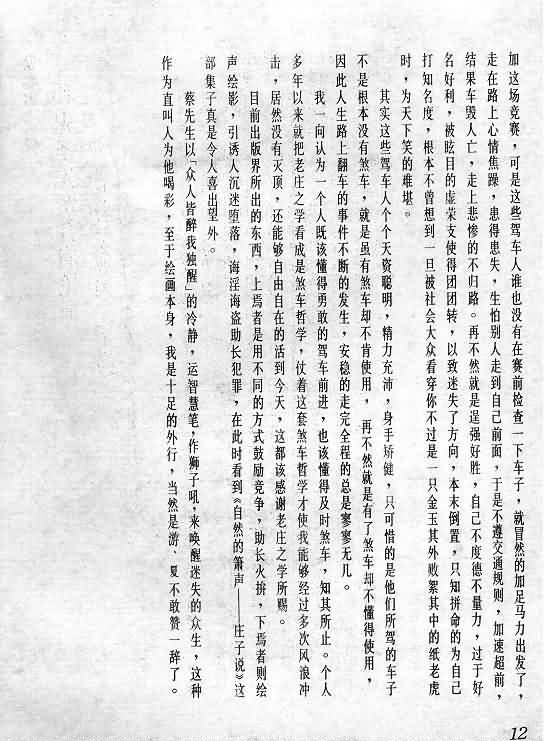 加这场竞赛，可是这些驾车人谁也没有在赛前检查一下车子，就冒然的加足马力出发了，
走在路上心情焦躁，患得患失，生怕别人走到自己前面，于是不遵交通规则，加速超前，
结果车毁人亡，走上悲惨的不归路。再不然就是逞强好胜，自己不度德不量力，过于好
名好利，被眩目的虚荣支使得团团转，以致迷失了方向，本末倒置，只知拼命的为自己
打知名度，根本不曾想到一旦被社会大众看穿你不过是一只金玉其外败絮其中的纸老虎
时，为天下笑的难堪。
其实这些驾车人个个天资聪明，精力充沛，身手矫健，只可惜的是他们所驾的车子
不是根本没有煞车，就是虽有煞车却不肯使用，再不然就是有了煞车却不懂得使用，
因此人生路上翻车的事件不断的发生，安稳的走完全程的总是寥寥无几。
我一向认为一个人既该懂得勇敢的驾车前进，也该懂得及时煞车，知其所止。个人
多年以来就把老庄之学看成是煞车哲学，仗着这套煞车哲学才使我能够经过多次风浪冲
击，居然没有灭顶，还能够自由自在的活到今天，这都该感谢老庄之学所赐。
目前出版界所出的东西，上焉者是用不同的方式鼓励竞争，助长火拚，下焉者则绘
声绘影，引诱人沉迷堕落，诲淫诲盗助长犯罪，在此时看到《自然的箫声——庄子说》这
部集子真是令人喜出望外。
蔡先生以「众人皆醉我独醒」的冷静，运智慧笔，作狮子吼，来唤醒迷失的众生，这种
作为直叫人为他喝彩，至于绘画本身，我是十足的外行，当然是游、夏不敢赞一辞了。
12